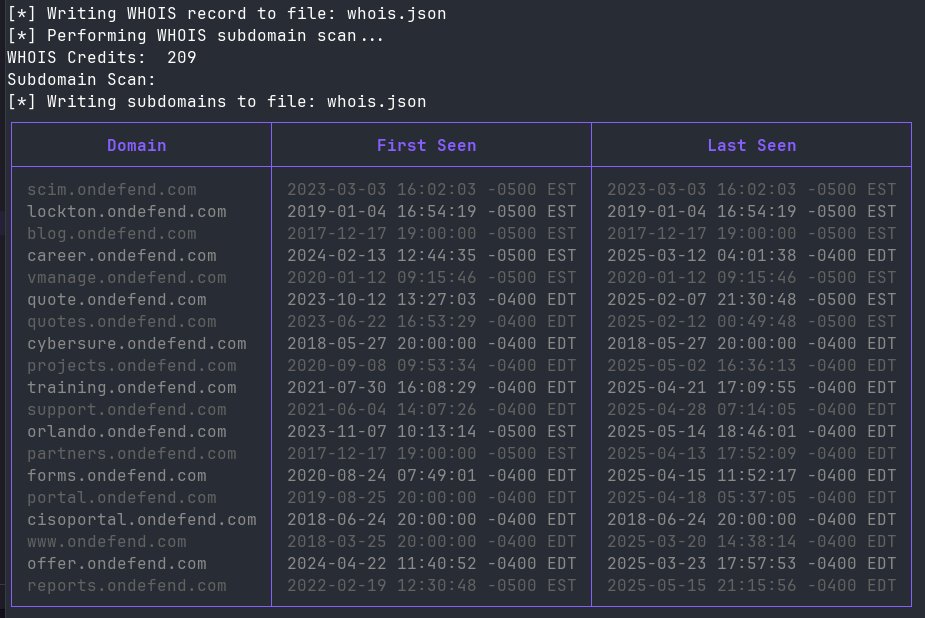 [*] Writing WHOIS record to file: whois.json
[*] Performing WHOIS subdomain scan...
WHOIS Credits:  209
Subdomain Scan:
[*] Writing subdomains to file: whois.json
Domain First Seen Last Seen
scim.ondefend.com 2023-03-03 16:02:03 -0500 EST 2023-03-03 16:02:03 -0500 EST
lockton.ondefend.com 2019-01-04 16:54:19 -0500 EST 2019-01-04 16:54:19 -0500 EST
blog.ondefend.com 2017-12-17 19:00:00 -0500 EST 2017-12-17 19:00:00 -0500 EST
career.ondefend.com 2024-02-13 12:44:35 -0500 EST 2025-03-12 04:01:38 -0400 EDT
vmanage.ondefend.com 2020-01-12 09:15:46 -0500 EST 2020-01-12 09:15:46 -0500 EST
quote.ondefend.com 2023-10-12 13:27:03 -0400 EDT 2025-02-07 21:30:48 -0500 EST
quotes.ondefend.com 2023-06-22 16:53:29 -0400 EDT 2025-02-12 00:49:48 -0500 EST
cybersure.ondefend.com 2018-05-27 20:00:00 -0400 EDT 2018-05-27 20:00:00 -0400 EDT
projects.ondefend.com 2020-09-08 09:53:34 -0400 EDT 2025-05-02 16:36:13 -0400 EDT
training.ondefend.com 2021-07-30 16:08:29 -0400 EDT 2025-04-21 17:09:55 -0400 EDT
support.ondefend.com 2021-06-04 14:07:26 -0400 EDT 2025-04-28 07:14:05 -0400 EDT
orlando.ondefend.com 2023-11-07 10:13:14 -0500 EST 2025-05-14 18:46:01 -0400 EDT
partners.ondefend.com 2017-12-17 19:00:00 -0500 EST 2025-04-13 17:52:09 -0400 EDT
forms.ondefend.com 2020-08-24 07:49:01 -0400 EDT 2025-04-15 11:52:17 -0400 EDT
portal.ondefend.com 2019-08-25 20:00:00 -0400 EDT 2025-04-18 05:37:05 -0400 EDT
cisoportal.ondefend.com 2018-06-24 20:00:00 -0400 EDT 2018-06-24 20:00:00 -0400 EDT
www.ondefend.com 2018-03-25 20:00:00 -0400 EDT 2025-03-20 14:38:14 -0400 EDT
offer.ondefend.com 2024-04-22 11:40:52 -0400 EDT 2025-03-23 17:57:53 -0400 EDT
reports.ondefend.com 2022-02-19 12:30:48 -0500 EST 2025-05-15 21:15:56 -0400 EDT